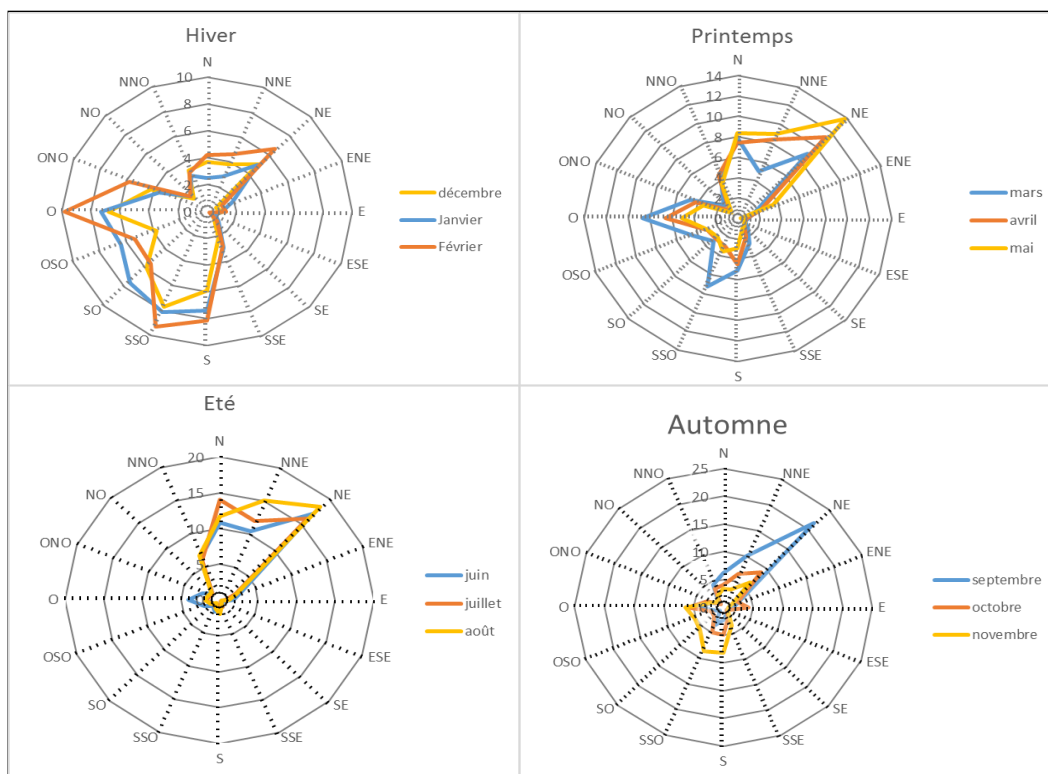 Hiver
N
NNE
NE
ENE
E
ESE
SE
SSE
S
SSO
SO
OSO
O
ONO
NO
NNO
10
8
6
4
2
0
décembre
Janvier
Février
Printemps
N
NNE
NE
ENE
E
ESE
SE
SSE
S
SSO
SO
OSO
O
ONO
NO
NNO
14
12
10
8
6
4
2
0
mars
avril
mai
Eté
N
NNE
NE
ENE
E
ESE
SE
SSE
S
SSO
SO
OSO
O
ONO
NO
NNO
20
15
10
5
0
juin
juillet
août
Automne
N
NNE
NE
ENE
E
ESE
SE
SSE
S
SSO
SO
OSO
O
ONO
NO
NNO
25
20
15
10
5
0
septembre
octobre
novembre